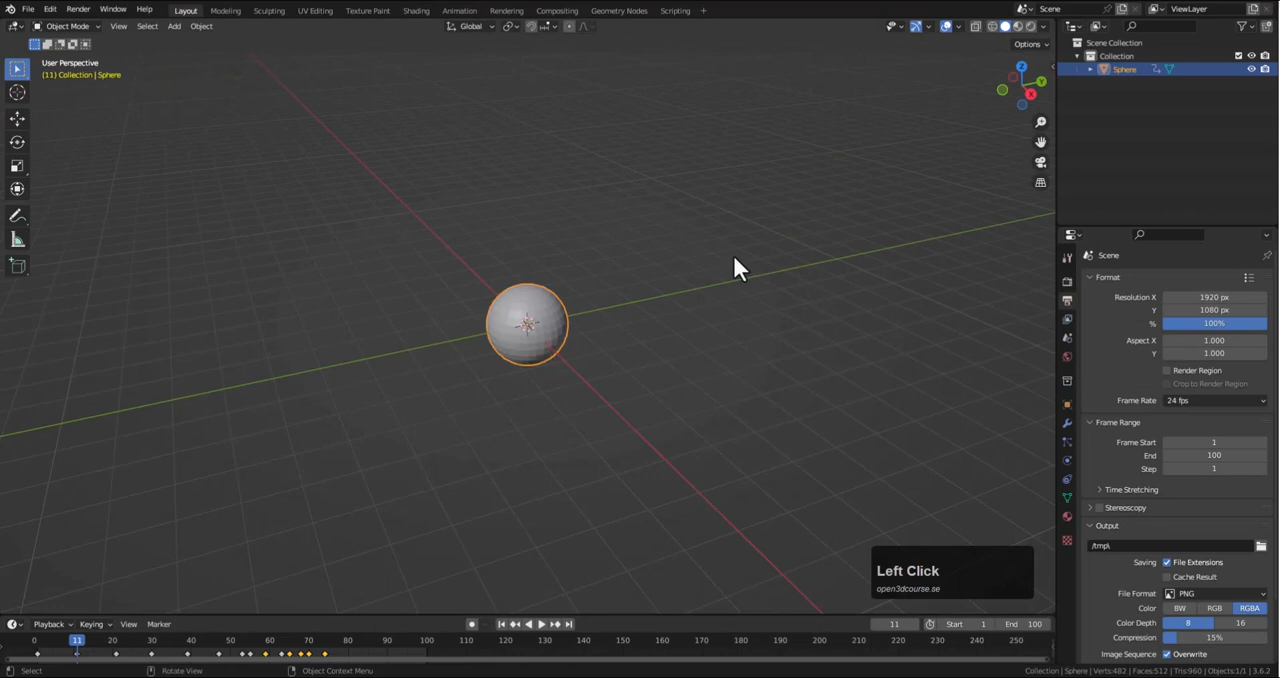 File Edit Render Window Help Layout Modeling Sculpting UV Editing Texture Paint Shading Animation Rendering Compositing Geometry Nodes Scripting + Scene ViewLayer
Object Mode View Select Add Object Global
Options
User Perspective
(11) Collection | Sphere
Z
Y
X
Scene Collection
Collection
Sphere
Scene
Format
Resolution X 1920 px
Y 1080 px
% 100%
Aspect X 1.000
Y 1.000
Render Region
Crop to Render Region
Frame Rate 24 fps
Frame Range
Frame Start 1
End 100
Step 1
Time Stretching
Stereoscopy
Output
/tmp\
Saving File Extensions
Cache Result
File Format PNG
Color BW RGB RGBA
Color Depth 8 16
Compression 15%
Image Sequence Overwrite
Left Click
open3dcourse.se
Playback Keying View Marker 11 Start 1 End 100
0 11 20 30 40 50 60 70 80 90 100 110 120 130 140 150 160 170 180 190 200 210 220 230 240 250
Select Rotate View Object Context Menu Collection | Sphere | Verts:482 | Faces:512 | Tris:960 | Objects:1/1 | 3.6.2